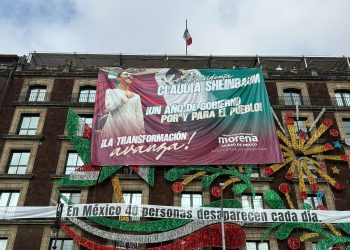 presidenta
CLAUDIA SHEINBAUM
¡UN AÑO DE GOBIERNO
POR Y PARA EL PUEBLO!
¡LA TRANSFORMACIÓN
avanza!
morena
En México 40 personas desaparecen cada día.